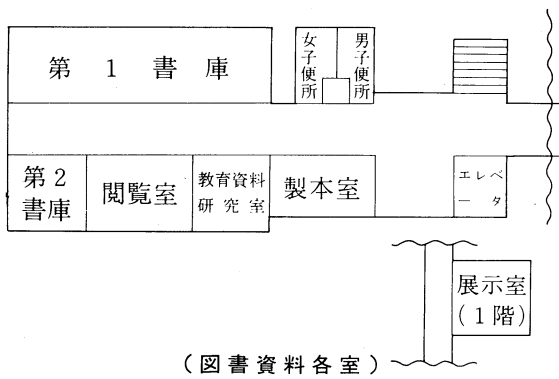 第1書庫
女子便所
男子便所
第2
書庫
閲覧室
教育資料
研究室
製本室
エレベ
ータ
展示室
(1階)
(図書資料各室)